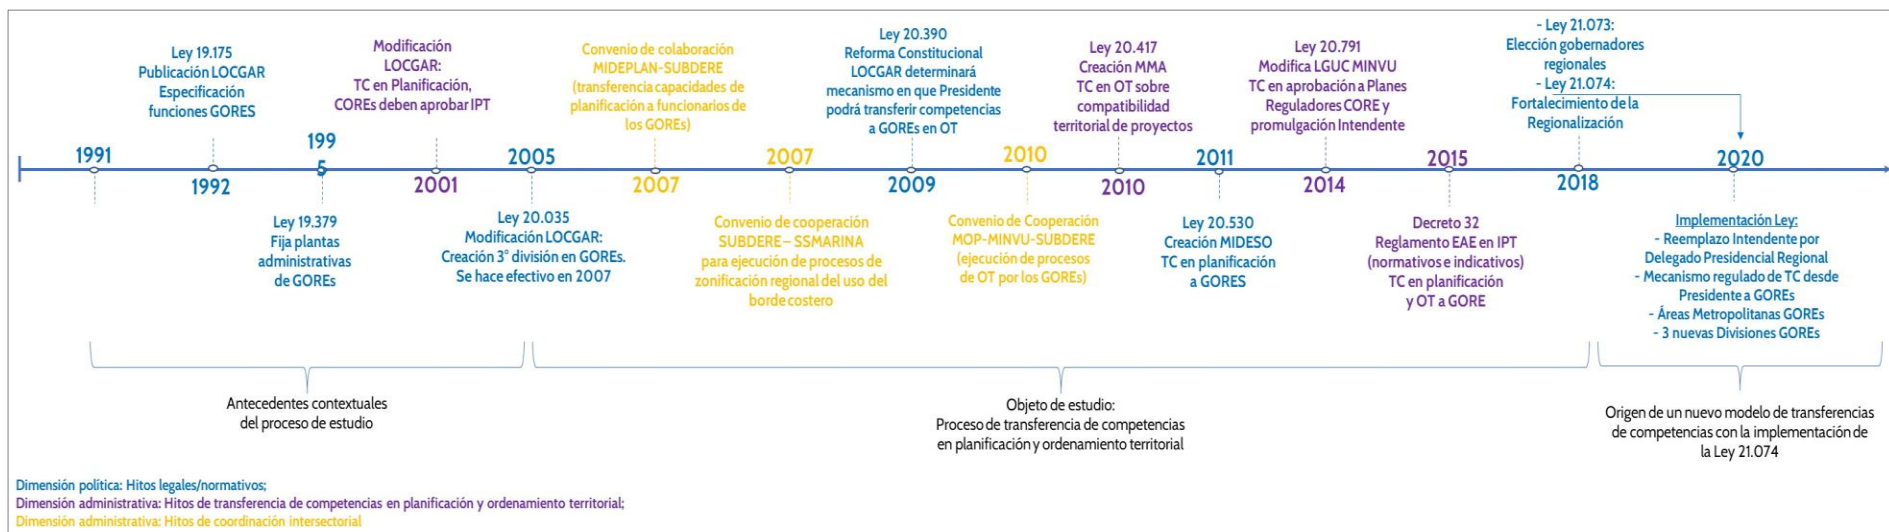 Ley 19.175
Publicación LOCGAR
Especificación
funciones GORES
Modificación
LOCGAR:
TC en Planificación,
COREs deben aprobar IPT
Convenio de colaboración
MIDEPLAN-SUBDERE
(transferencia capacidades de
planificación a funcionarios de
los GOREs)
Ley 20.390
Reforma Constitucional
LOCGAR determinará
mecanismo en que Presidente
podrá transferir competencias
a GOREs en OT
Ley 20.417
Creación MMA
TC en OT sobre
compatibilidad
territorial de proyectos
Ley 20.791
Modifica LGUC MINVU
TC en aprobación a Planes
Reguladores CORE y
promulgación Intendente
- Ley 21.073:
Elección gobernadores
regionales
- Ley 21.074:
Fortalecimiento de la
Regionalización
1991
1992
199
5
2001
2005
2007
2007
2009
2010
2010
2011
2014
2015
2018
2020
Ley 19.379
Fija plantas
administrativas
de GOREs
Ley 20.035
Modificación LOCGAR:
Creación 3° división en GOREs.
Se hace efectivo en 2007
Convenio de cooperación
SUBDERE – SSMARINA
para ejecución de procesos de
zonificación regional del uso del
borde costero
Convenio de Cooperación
MOP-MINVU-SUBDERE
(ejecución de procesos
de OT por los GOREs)
Ley 20.530
Creación MIDESO
TC en planificación
a GORES
Decreto 32
Reglamento EAE en IPT
(normativos e indicativos)
TC en planificación
y OT a GORE
Implementación Ley:
- Reemplazo Intendente por
Delegado Presidencial Regional
- Mecanismo regulado de TC desde
Presidente a GOREs
- Áreas Metropolitanas GOREs
- 3 nuevas Divisiones GOREs
Antecedentes contextuales
del proceso de estudio
Objeto de estudio:
Proceso de transferencia de competencias
en planificación y ordenamiento territorial
Origen de un nuevo modelo de transferencias
de competencias con la implementación de
la Ley 21.074
Dimensión política: Hitos legales/normativos;
Dimensión administrativa: Hitos de transferencia de competencias en planificación y ordenamiento territorial;
Dimensión administrativa: Hitos de coordinación intersectorial